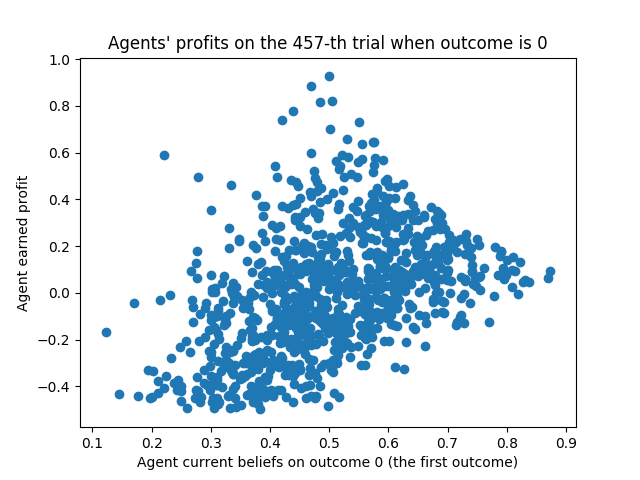 Agents' profits on the 457-th trial when outcome is 0
1.0
0.8
0.6
0.4
0.2
0.0
−0.2
−0.4
Agent earned profit
0.1 0.2 0.3 0.4 0.5 0.6 0.7 0.8 0.9
Agent current beliefs on outcome 0 (the first outcome)